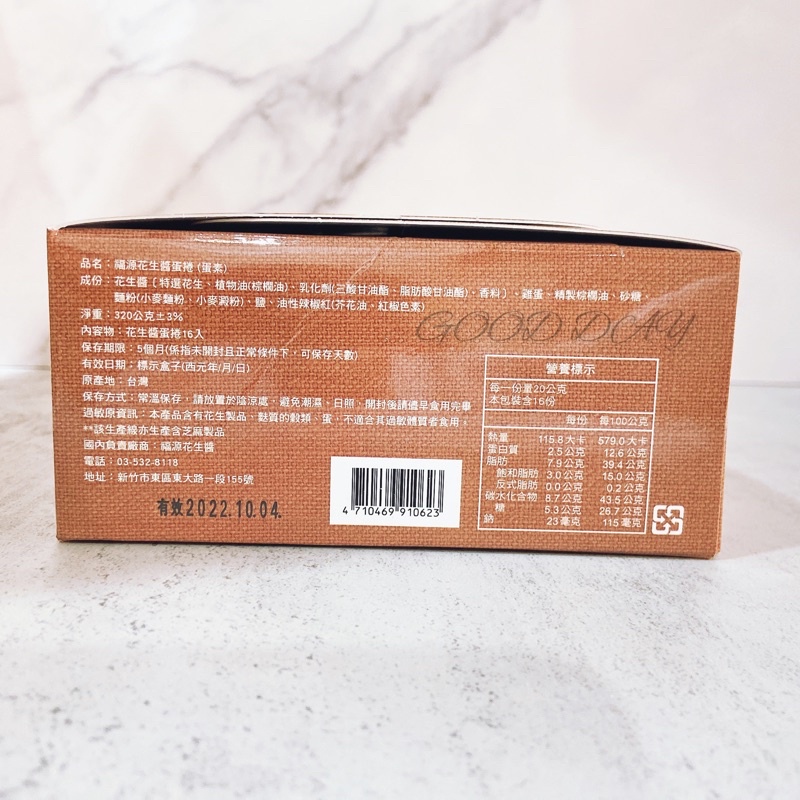 品名：福源花生醬蛋捲 (蛋素)
成份：花生醬〔特選花生、植物油(棕櫚油)、乳化劑(三酸甘油酯、脂肪酸甘油酯)、香料〕、雞蛋、精製棕櫚油、砂糖、
麵粉(小麥麵粉、小麥澱粉)、鹽、油性辣椒紅(芥花油、紅椒色素)
淨重：320公克±3%
內容物：花生醬蛋捲16入
保存期限：5個月(係指未開封且正常條件下，可保存天數)
有效日期：標示盒子(西元年/月/日)
原產地：台灣
保存方式：常溫保存，請放置於陰涼處，避免潮濕、日照，開封後請儘早食用完畢
過敏原資訊：本產品含有花生製品，麩質的穀類，蛋，不適合其過敏體質者食用。
**該生產線亦生產含芝麻製品
國內負責廠商：福源花生醬
電話：03-532-8118
地址：新竹市東區東大路一段155號
有效2022.10.04.
4 710469 910623
GOOD DAY
營養標示
每一份量20公克
本包裝含16份
每份 每100公克
熱量 115.8 大卡 579.0 大卡
蛋白質 2.5 公克 12.6 公克
脂肪 7.9 公克 39.4 公克
飽和脂肪 3.0 公克 15.0 公克
反式脂肪 0.0 公克 0.2 公克
碳水化合物 8.7 公克 43.5 公克
糖 5.3 公克 26.7 公克
鈉 23 毫克 115 毫克